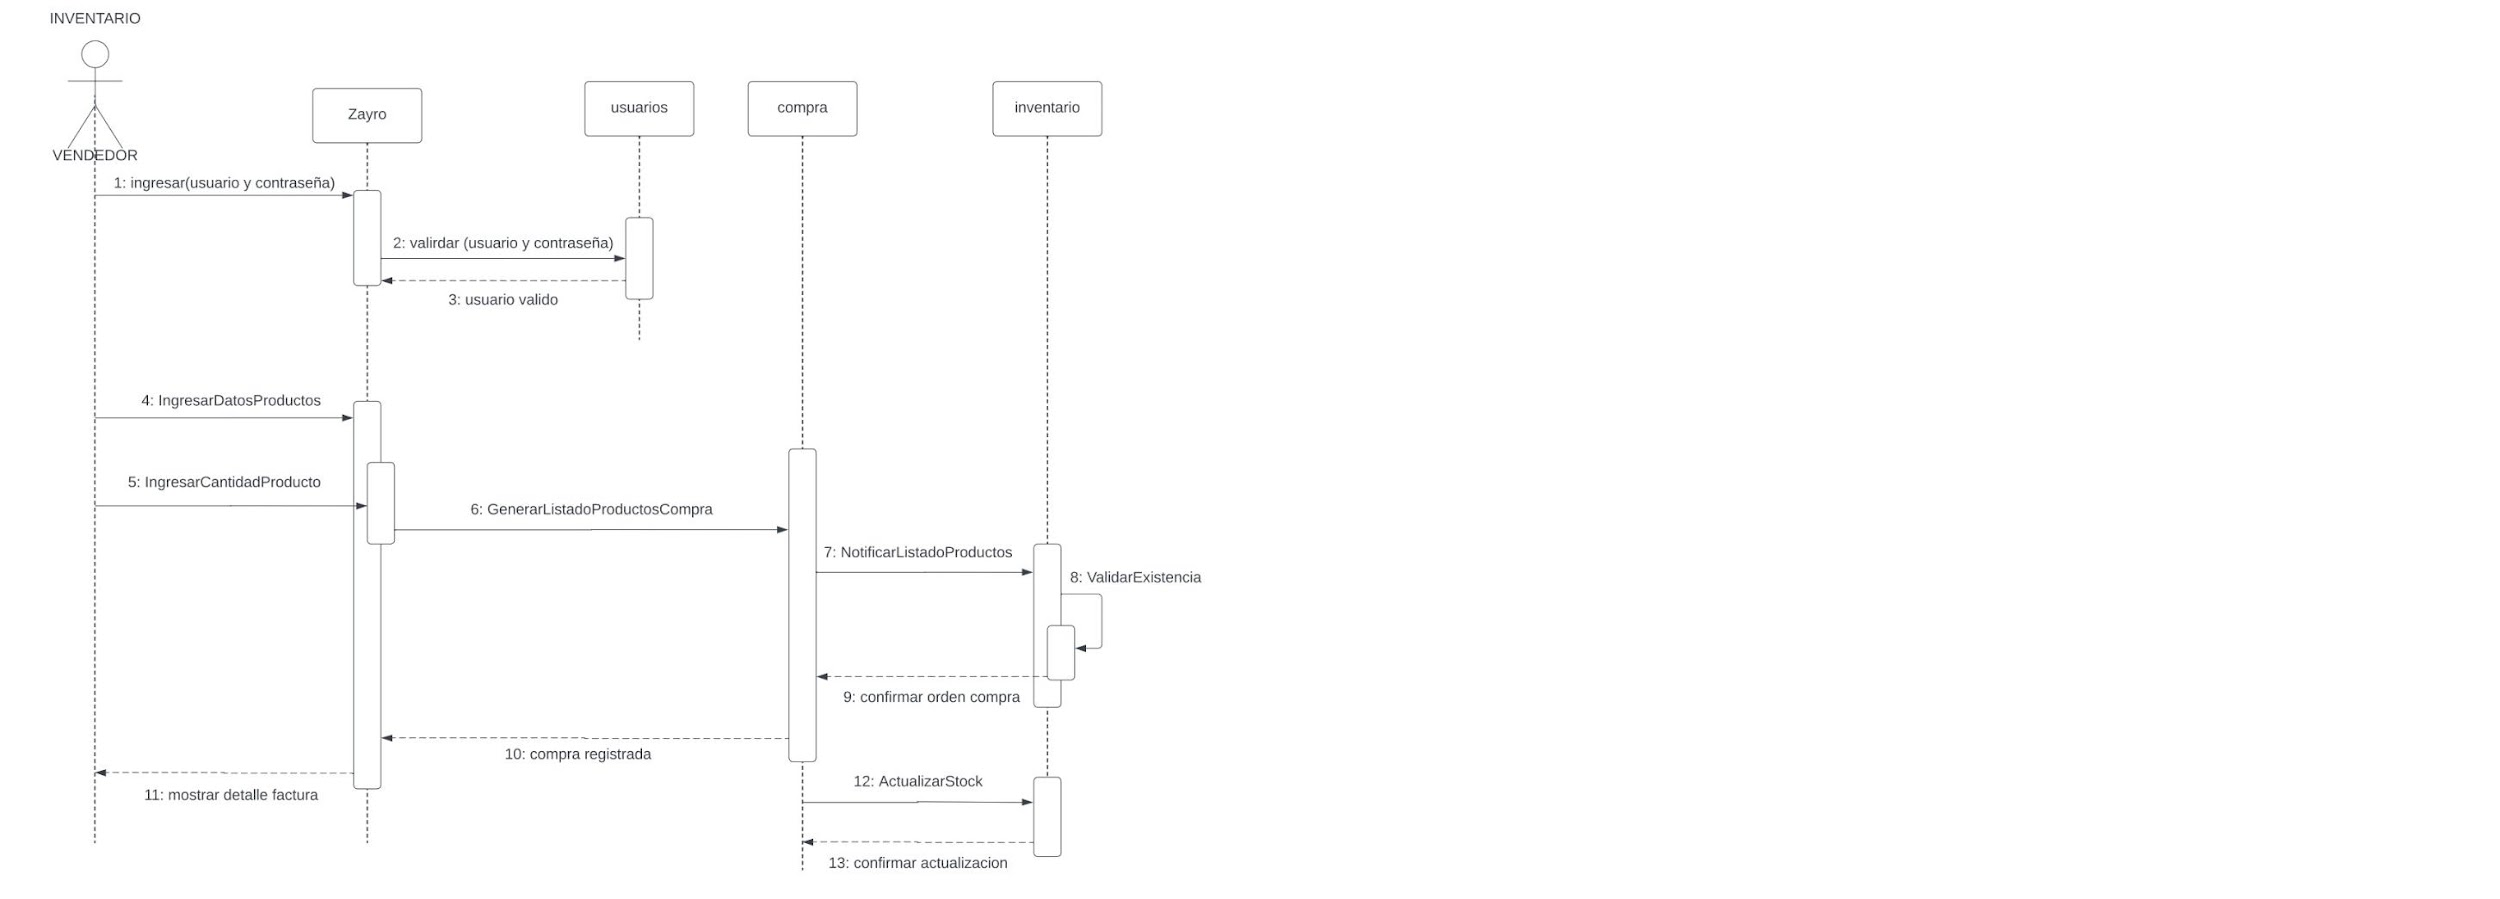 INVENTARIO
VENDEDOR
Zayro
usuarios
compra
inventario
1: ingresar(usuario y contraseña)
2: valirdar (usuario y contraseña)
3: usuario valido
4: IngresarDatosProductos
5: IngresarCantidadProducto
6: GenerarListadoProductosCompra
7: NotificarListadoProductos
8: ValidarExistencia
9: confirmar orden compra
10: compra registrada
11: mostrar detalle factura
12: ActualizarStock
13: confirmar actualizacion